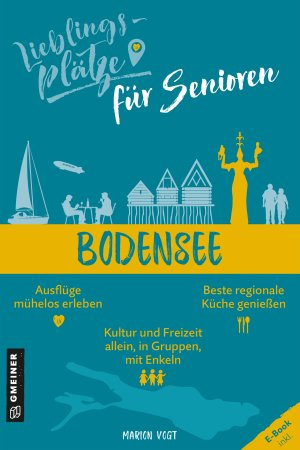 Lieblings-
plätze
für Senioren
BODENSEE
Ausflüge
mühelos erleben
Beste regionale
Küche genießen
Kultur und Freizeit
allein, in Gruppen,
mit Enkeln
GMEINER
E-Book
inkl.
MARION VOGT